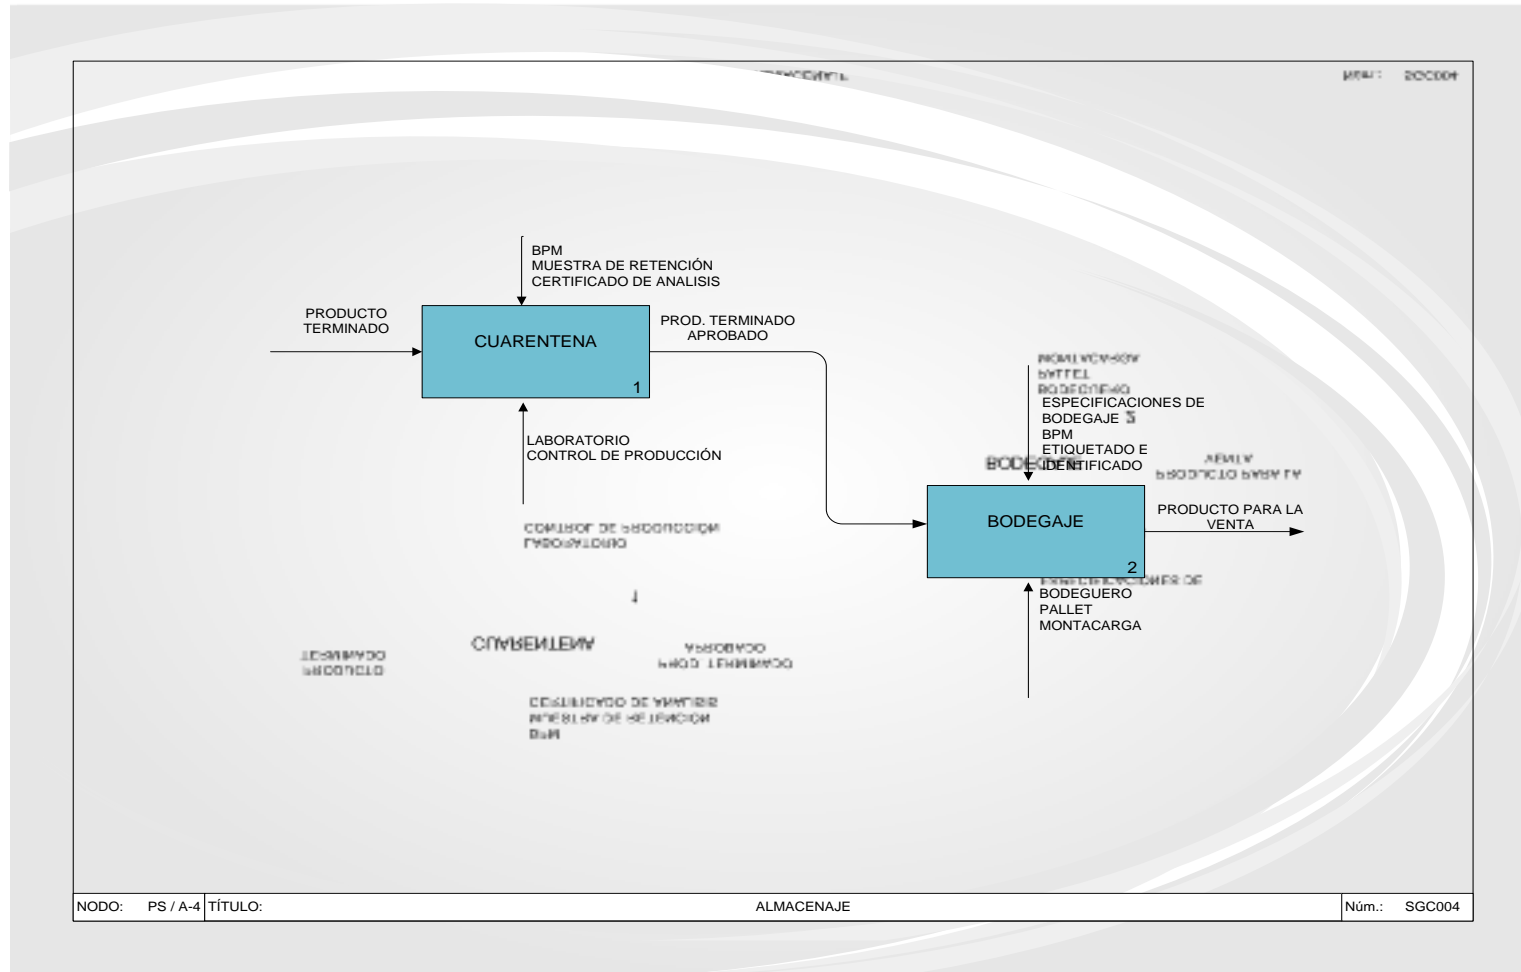 BPM
MUESTRA DE RETENCIÓN
CERTIFICADO DE ANALISIS
PRODUCTO
TERMINADO
CUARENTENA
1
PROD. TERMINADO
APROBADO
LABORATORIO
CONTROL DE PRODUCCIÓN
ESPECIFICACIONES DE
BODEGAJE
BPM
ETIQUETADO E
IDENTIFICADO
BODEGAJE
2
PRODUCTO PARA LA
VENTA
BODEGUERO
PALLET
MONTACARGA
NODO: PS / A-4 TÍTULO: ALMACENAJE Núm.: SGC004